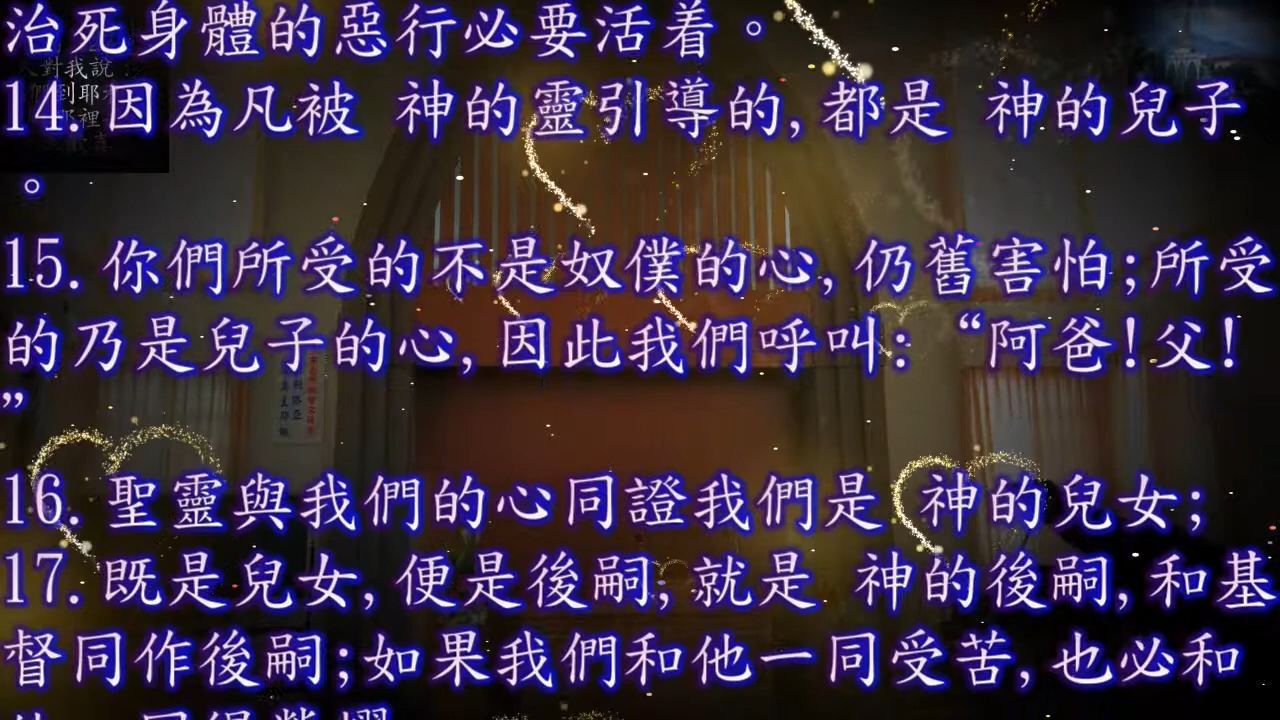 治死身體的惡行必要活着。
人對我說
到耶
14. 因為凡被 神的靈引導的,都是 神的兒子
。
15. 你們所受的不是奴僕的心,仍舊害怕;所受
的乃是兒子的心,因此我們呼叫:“阿爸!父!
”
16. 聖靈與我們的心同證我們是 神的兒女;
17. 既是兒女,便是後嗣,就是 神的後嗣,和基
督同作後嗣;如果我們和他一同受苦,也必和